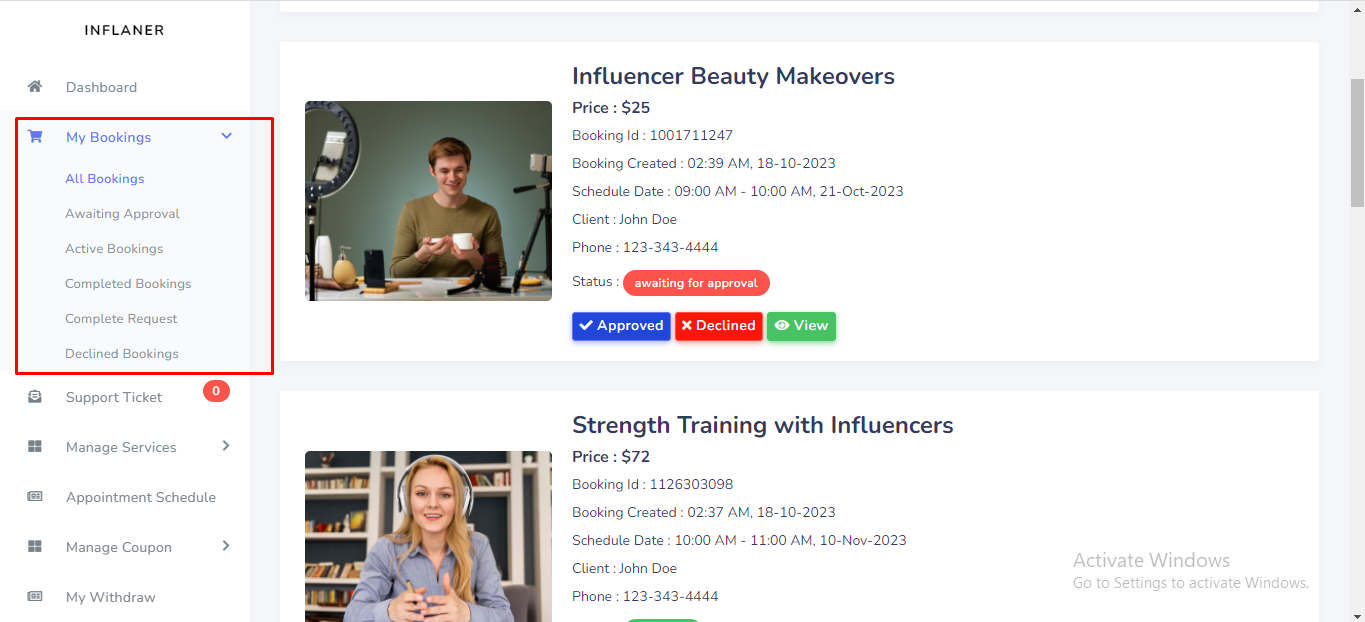 INFLANER
Dashboard
My Bookings
All Bookings
Awaiting Approval
Active Bookings
Completed Bookings
Complete Request
Declined Bookings
Support Ticket 0
Manage Services
Appointment Schedule
Manage Coupon
My Withdraw
Influencer Beauty Makeovers
Price : $25
Booking Id : 1001711247
Booking Created : 02:39 AM, 18-10-2023
Schedule Date : 09:00 AM - 10:00 AM, 21-Oct-2023
Client : John Doe
Phone : 123-343-4444
Status : awaiting for approval
Approved Declined View
Strength Training with Influencers
Price : $72
Booking Id : 1126303098
Booking Created : 02:37 AM, 18-10-2023
Schedule Date : 10:00 AM - 11:00 AM, 10-Nov-2023
Client : John Doe
Phone : 123-343-4444
Activate Windows
Go to Settings to activate Windows.